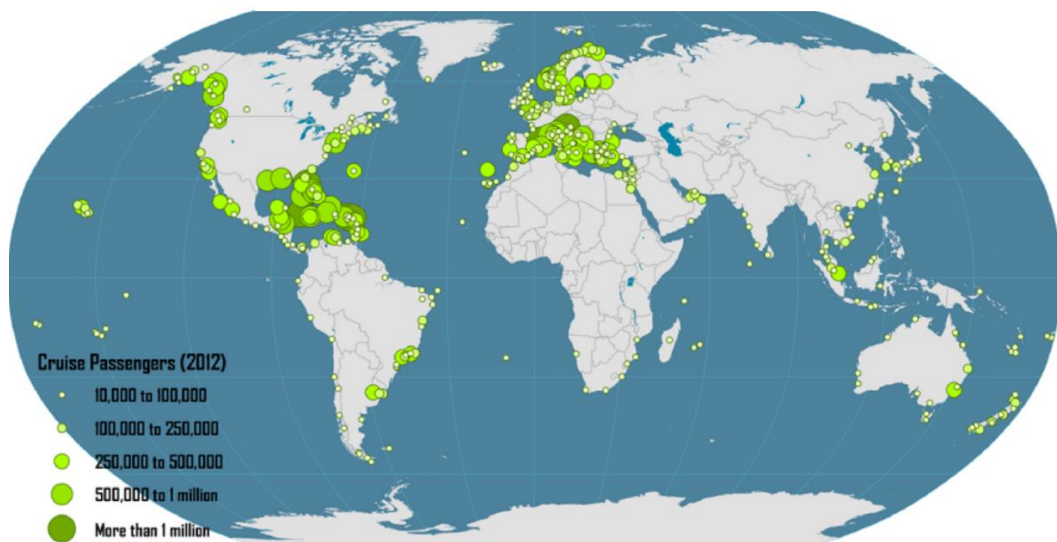 Cruise Passengers (2012)
10,000 to 100,000
100,000 to 250,000
250,000 to 500,000
500,000 to 1 million
More than 1 million